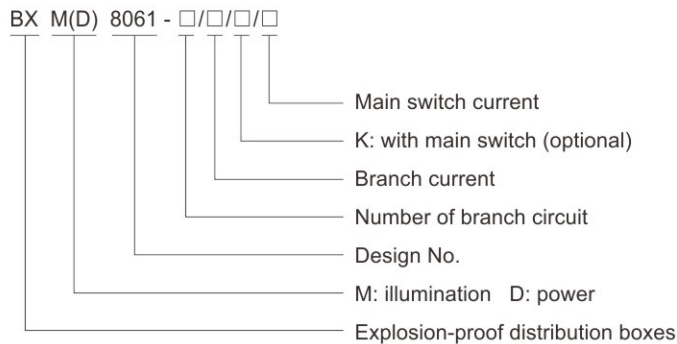 BX M(D) 8061 - □/□/□/□
Main switch current
K: with main switch (optional)
Branch current
Number of branch circuit
Design No.
M: illumination D: power
Explosion-proof distribution boxes